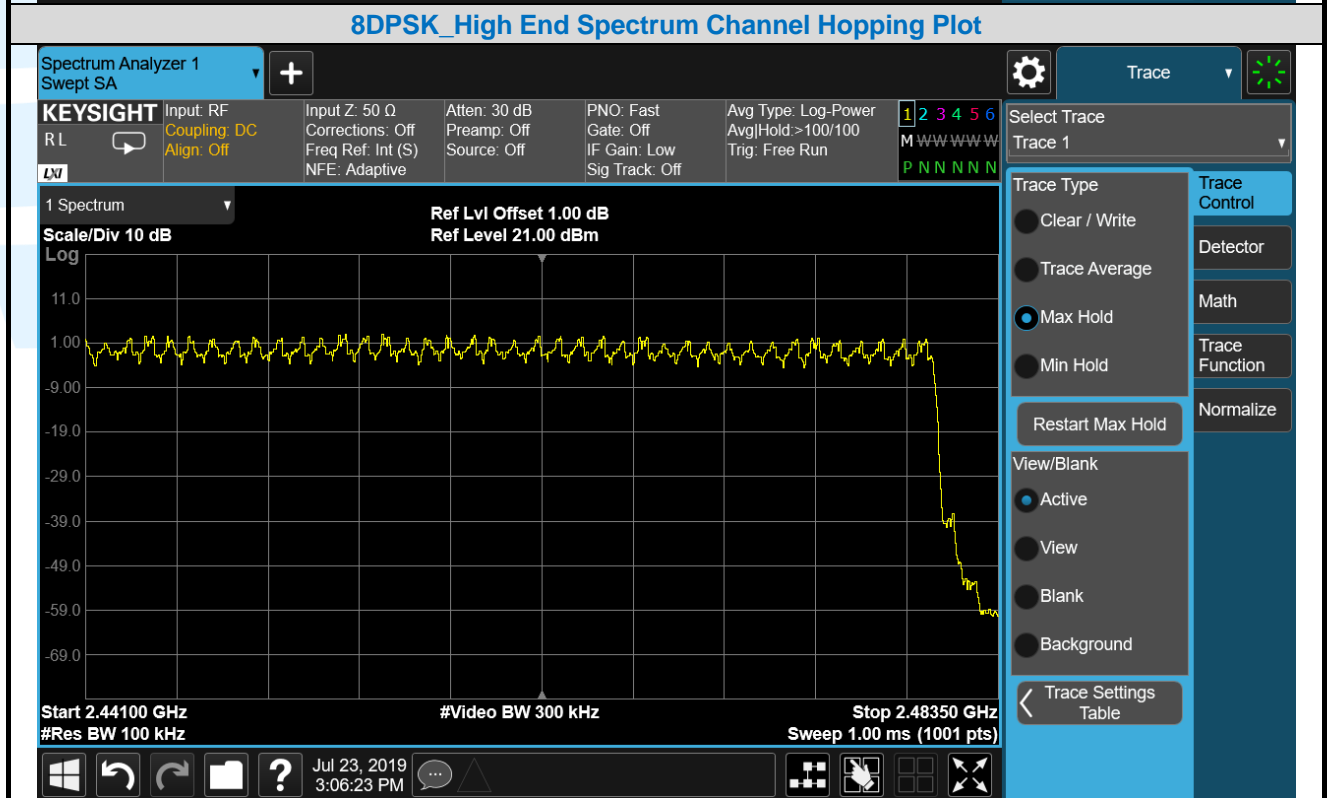 8DPSK_High End Spectrum Channel Hopping Plot
Spectrum Analyzer 1
Swept SA
+
Trace
KEYSIGHT
RL
LXI
Input: RF
Coupling: DC
Align: Off
Input Z: 50 Ω
Corrections: Off
Freq Ref: Int (S)
NFE: Adaptive
Atten: 30 dB
Preamp: Off
Source: Off
PNO: Fast
Gate: Off
IF Gain: Low
Sig Track: Off
Avg Type: Log-Power
Avg|Hold:>100/100
Trig: Free Run
1 2 3 4 5 6
M W W W W W
P N N N N N
Select Trace
Trace 1
1 Spectrum
Scale/Div 10 dB
Log
Ref Lvl Offset 1.00 dB
Ref Level 21.00 dBm
11.0
1.00
-9.00
-19.0
-29.0
-39.0
-49.0
-59.0
-69.0
Start 2.44100 GHz
#Res BW 100 kHz
#Video BW 300 kHz
Stop 2.48350 GHz
Sweep 1.00 ms (1001 pts)
Trace Type
Clear / Write
Trace Average
Max Hold
Min Hold
Restart Max Hold
View/Blank
Active
View
Blank
Background
Trace Settings
Table
Trace
Control
Detector
Math
Trace
Function
Normalize
?
Jul 23, 2019
3:06:23 PM